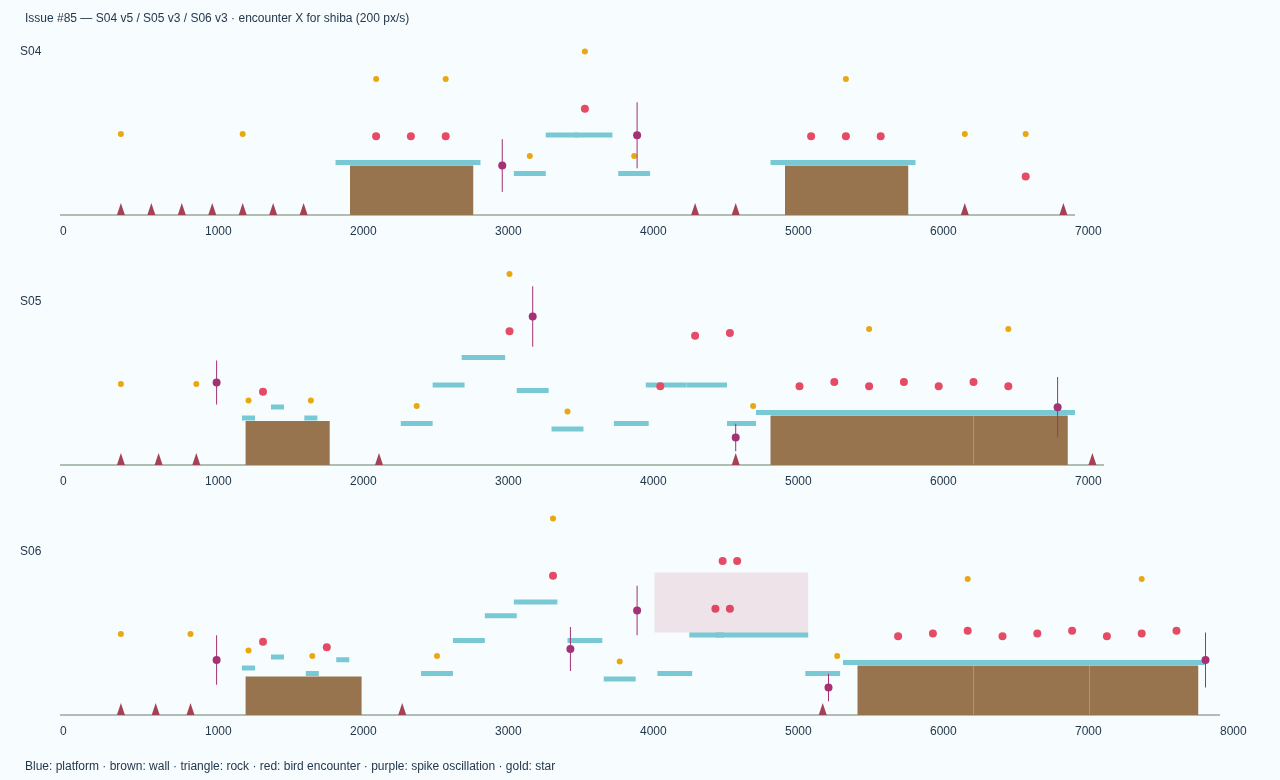 Issue #85 — S04 v5 / S05 v3 / S06 v3 · encounter X for shiba (200 px/s)
S04
0 1000 2000 3000 4000 5000 6000 7000
S05
0 1000 2000 3000 4000 5000 6000 7000
S06
0 1000 2000 3000 4000 5000 6000 7000 8000
Blue: platform · brown: wall · triangle: rock · red: bird encounter · purple: spike oscillation · gold: star